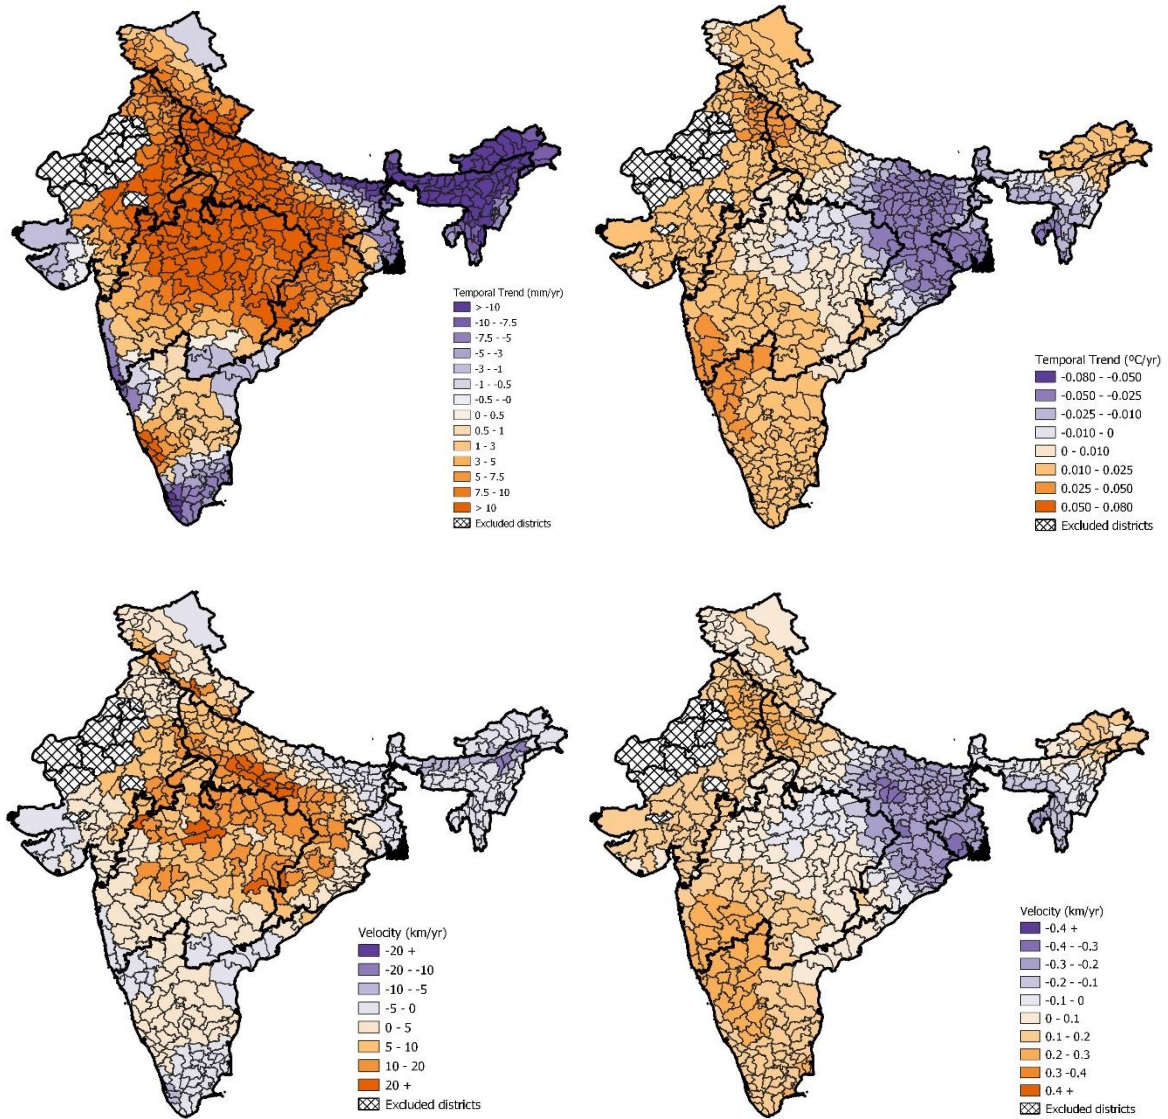 Temporal Trend (mm/yr)
> -10
-10 - -7.5
-7.5 - -5
-5 - -3
-3 - -1
-1 - -0.5
-0.5 - -0
0 - 0.5
0.5 - 1
1 - 3
3 - 5
5 - 7.5
7.5 - 10
> 10
Excluded districts
Temporal Trend (ºC/yr)
-0.080 - -0.050
-0.050 - -0.025
-0.025 - -0.010
-0.010 - 0
0 - 0.010
0.010 - 0.025
0.025 - 0.050
0.050 - 0.080
Excluded districts
Velocity (km/yr)
-20 +
-20 - -10
-10 - -5
-5 - 0
0 - 5
5 - 10
10 - 20
20 +
Excluded districts
Velocity (km/yr)
-0.4 +
-0.4 - -0.3
-0.3 - -0.2
-0.2 - -0.1
-0.1 - 0
0 - 0.1
0.1 - 0.2
0.2 - 0.3
0.3 -0.4
0.4 +
Excluded districts